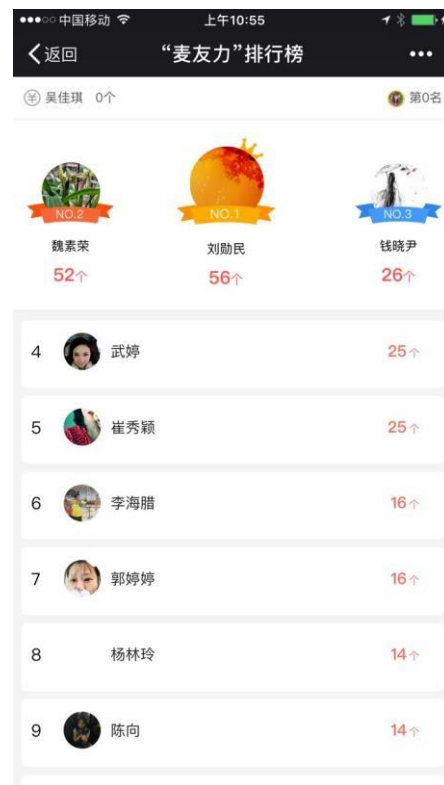 中国移动 上午10:55
返回 “麦友力”排行榜
吴佳琪 0个 第0名
NO.2 NO.1 NO.3
魏素荣 刘勋民 钱晓尹
52个 56个 26个
4 武婷 25个
5 崔秀颖 25个
6 李海腊 16个
7 郭婷婷 16个
8 杨林玲 14个
9 陈向 14个